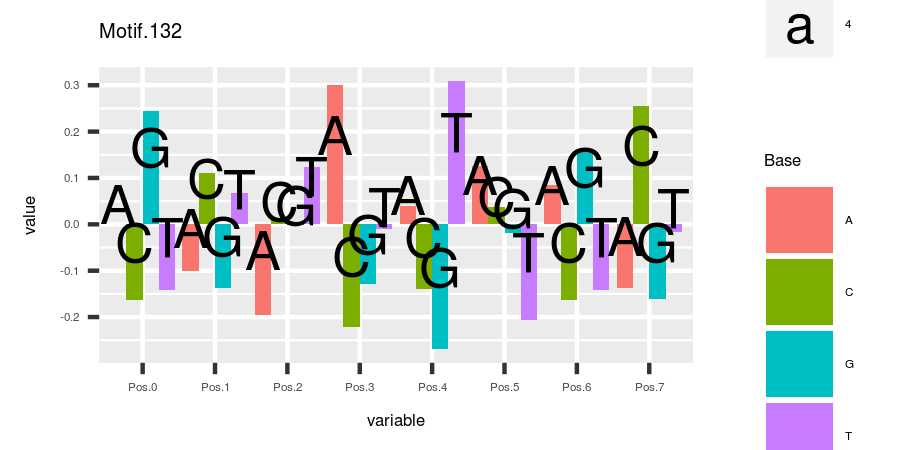 Motif.132
a 4
0.3
0.2
0.1
0.0
-0.1
-0.2
value
A C G T A C G T A C G T A C G T A C G T A C G T A C G T A C G T
Pos.0 Pos.1 Pos.2 Pos.3 Pos.4 Pos.5 Pos.6 Pos.7
variable
Base
A
C
G
T